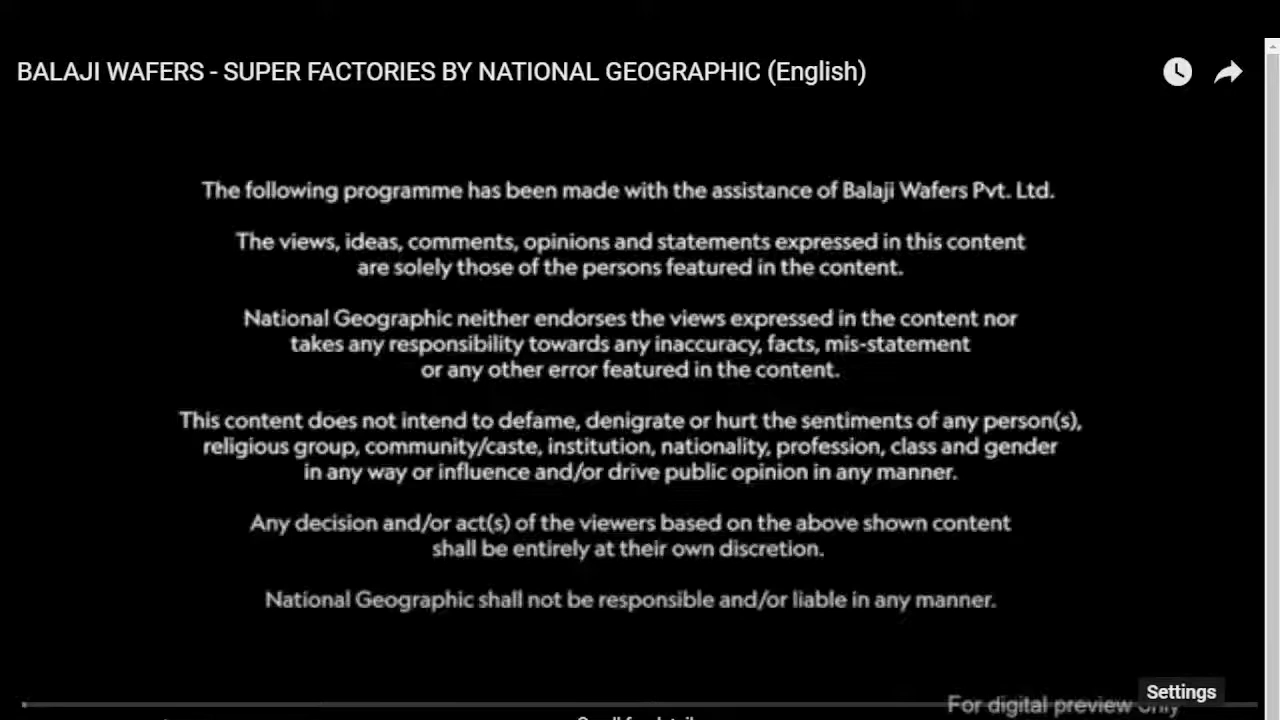 BALAJI WAFERS - SUPER FACTORIES BY NATIONAL GEOGRAPHIC (English)
The following programme has been made with the assistance of Balaji Wafers Pvt. Ltd.
The views, ideas, comments, opinions and statements expressed in this content
are solely those of the persons featured in the content.
National Geographic neither endorses the views expressed in the content nor
takes any responsibility towards any inaccuracy, facts, mis-statement
or any other error featured in the content.
This content does not intend to defame, denigrate or hurt the sentiments of any person(s),
religious group, community/caste, institution, nationality, profession, class and gender
in any way or influence and/or drive public opinion in any manner.
Any decision and/or act(s) of the viewers based on the above shown content
shall be entirely at their own discretion.
National Geographic shall not be responsible and/or liable in any manner.
Settings
For digital preview only